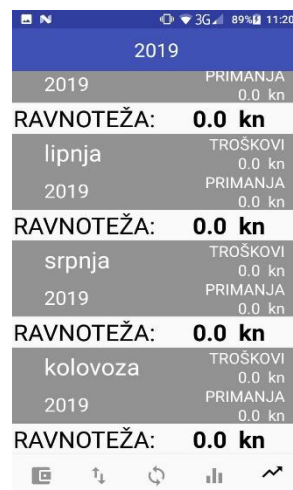 3G 89% 11:20
2019
2019 PRIMANJA
0.0 kn
RAVNOTEŽA: 0.0 kn
lipnja TROŠKOVI
0.0 kn
2019 PRIMANJA
0.0 kn
RAVNOTEŽA: 0.0 kn
srpnja TROŠKOVI
0.0 kn
2019 PRIMANJA
0.0 kn
RAVNOTEŽA: 0.0 kn
kolovoza TROŠKOVI
0.0 kn
2019 PRIMANJA
0.0 kn
RAVNOTEŽA: 0.0 kn